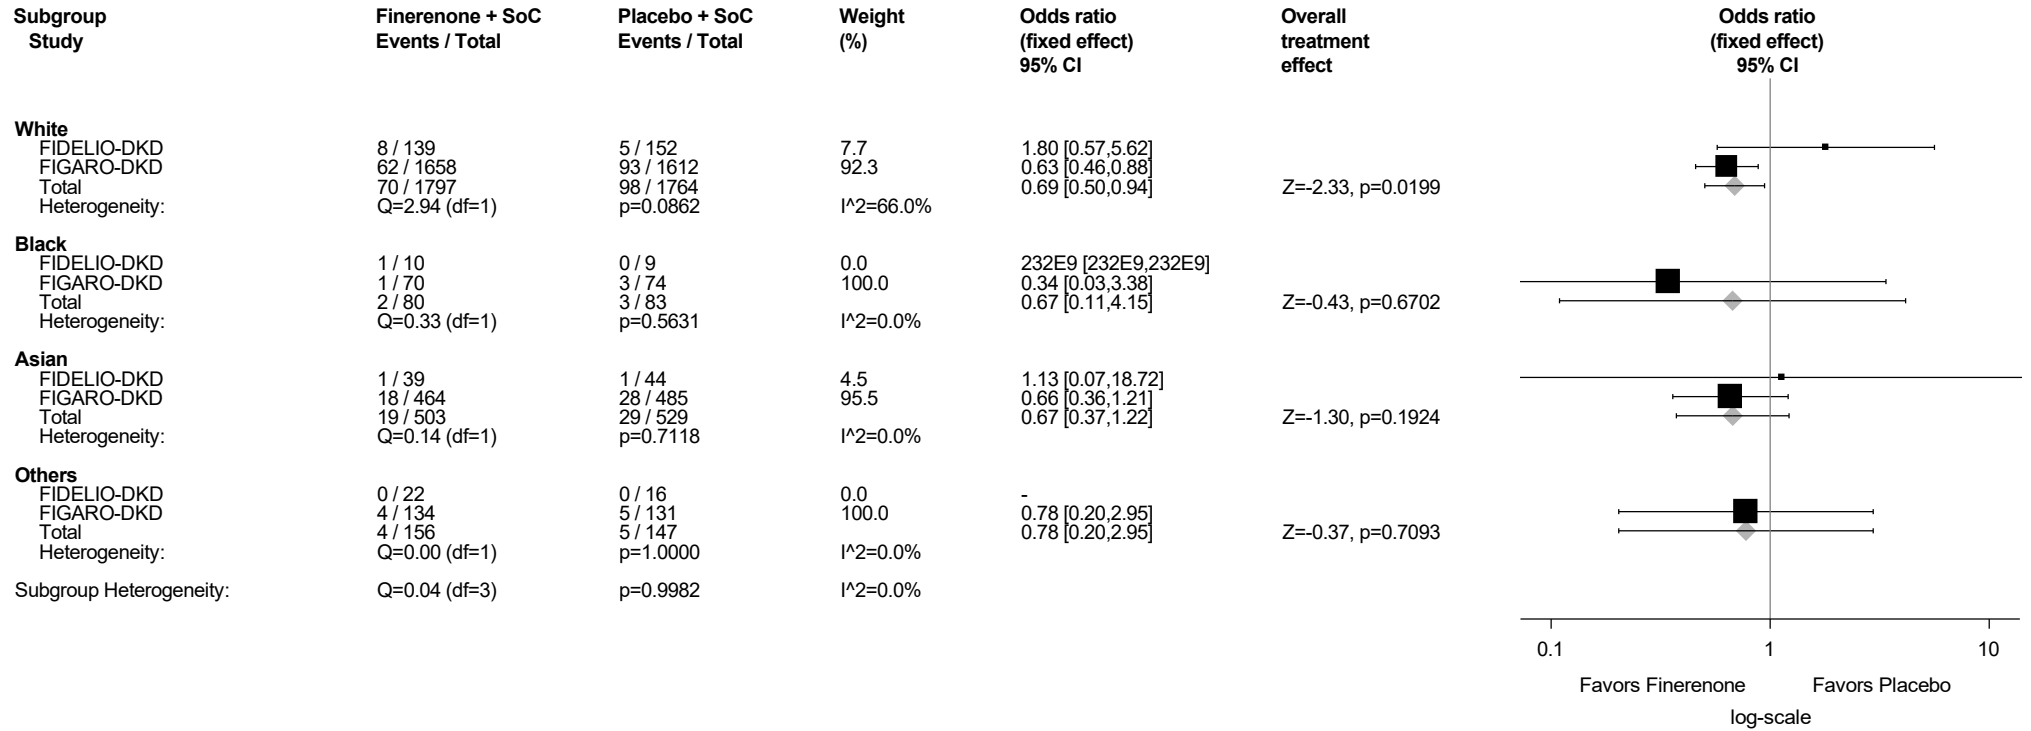 Subgroup Finerenone + SoC Placebo + SoC Weight Odds ratio Overall Odds ratio
Study Events / Total Events / Total (%) (fixed effect) treatment (fixed effect)
95% CI effect 95% CI
White
FIDELIO-DKD 8 / 139 5 / 152 7.7 1.80 [0.57,5.62]
FIGARO-DKD 62 / 1658 93 / 1612 92.3 0.63 [0.46,0.88]
Total 70 / 1797 98 / 1764 0.69 [0.50,0.94] Z=-2.33, p=0.0199
Heterogeneity: Q=2.94 (df=1) p=0.0862 I^2=66.0%
Black
FIDELIO-DKD 1 / 10 0 / 9 0.0 232E9 [232E9,232E9]
FIGARO-DKD 1 / 70 3 / 74 100.0 0.34 [0.03,3.38]
Total 2 / 80 3 / 83 0.67 [0.11,4.15] Z=-0.43, p=0.6702
Heterogeneity: Q=0.33 (df=1) p=0.5631 I^2=0.0%
Asian
FIDELIO-DKD 1 / 39 1 / 44 4.5 1.13 [0.07,18.72]
FIGARO-DKD 18 / 464 28 / 485 95.5 0.66 [0.36,1.21]
Total 19 / 503 29 / 529 0.67 [0.37,1.22] Z=-1.30, p=0.1924
Heterogeneity: Q=0.14 (df=1) p=0.7118 I^2=0.0%
Others
FIDELIO-DKD 0 / 22 0 / 16 0.0 -
FIGARO-DKD 4 / 134 5 / 131 100.0 0.78 [0.20,2.95]
Total 4 / 156 5 / 147 0.78 [0.20,2.95] Z=-0.37, p=0.7093
Heterogeneity: Q=0.00 (df=1) p=1.0000 I^2=0.0%
Subgroup Heterogeneity: Q=0.04 (df=3) p=0.9982 I^2=0.0%
0.1 1 10
Favors Finerenone Favors Placebo
log-scale